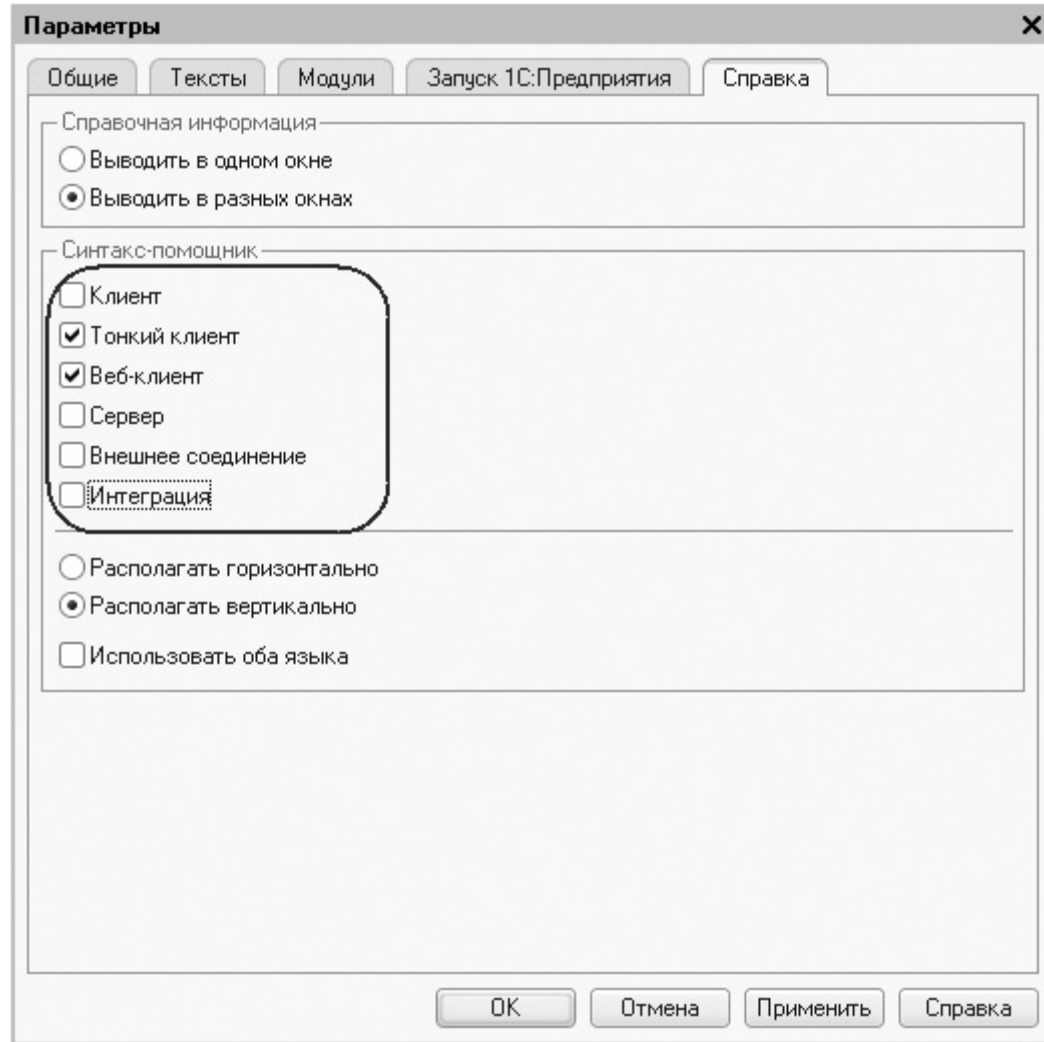 Параметры
Общие Тексты Модули Запуск 1С:Предприятия Справка
Справочная информация
Выводить в одном окне
Выводить в разных окнах
Синтакс-помощник
Клиент
Тонкий клиент
Веб-клиент
Сервер
Внешнее соединение
Интеграция
Располагать горизонтально
Располагать вертикально
Использовать оба языка
ОК Отмена Применить Справка